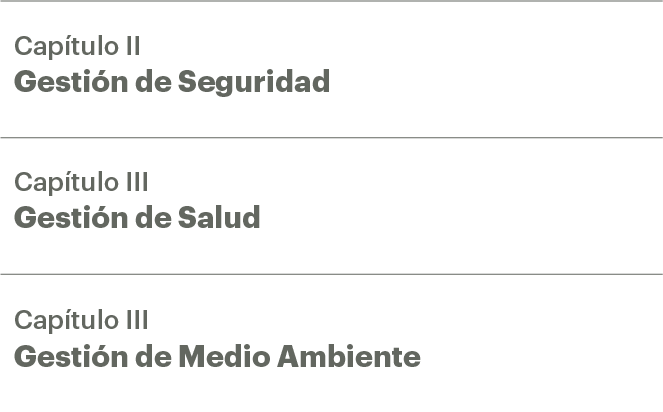 Capítulo II
Gestión de Seguridad
Capítulo III
Gestión de Salud
Capítulo III
Gestión de Medio Ambiente